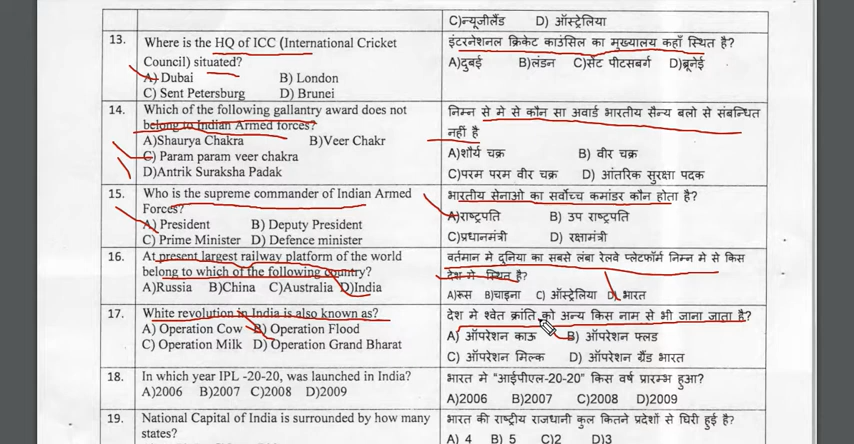 C)न्यूजीलैंड D) ऑस्ट्रेलिया
13. Where is the HQ of ICC (International Cricket
Council) situated?
A) Dubai B) London
C) Sent Petersburg D) Brunei
इंटरनेशनल क्रिकेट काउंसिल का मुख्यालय कहाँ स्थित है?
A)दुबई B)लंडन C)सेंट पीटसबर्ग D)ब्रूनेई
14. Which of the following gallantry award does not
belong to Indian Armed forces?
A)Shaurya Chakra B)Veer Chakr
C) Param param veer chakra
D)Antrik Suraksha Padak
निम्न से मे से कौन सा अवार्ड भारतीय सैन्य बलो से संबन्धित
नहीं है
A)शौर्य चक्र B) वीर चक्र
C)परम परम वीर चक्र D) आंतरिक सुरक्षा पदक
15. Who is the supreme commander of Indian Armed
Forces?
A) President B) Deputy President
C) Prime Minister D) Defence minister
भारतीय सेनाओ का सर्वोच्च कमांडर कौन होता है?
A)राष्ट्रपति B) उप राष्ट्रपति
C)प्रधानमंत्री D) रक्षामंत्री
16. At present largest railway platform of the world
belong to which of the following country?
A)Russia B)China C)Australia D)India
वर्तमान मे दुनिया का सबसे लंबा रेलवे प्लेटफॉर्म निम्न मे से किस
देश मे स्थित है?
A)रूस B)चाइना C) ऑस्ट्रेलिया D) भारत
17. White revolution in India is also known as?
A) Operation Cow B) Operation Flood
C) Operation Milk D) Operation Grand Bharat
देश मे श्वेत क्रांति को अन्य किस नाम से भी जाना जाता है?
A) ऑपरेशन काऊ B) ऑपरेशन फ्लड
C) ऑपरेशन मिल्क D) ऑपरेशन ग्रैंड भारत
18. In which year IPL -20-20, was launched in India?
A)2006 B)2007 C)2008 D)2009
भारत मे "आईपीएल-20-20" किस वर्ष प्रारम्भ हुआ?
A)2006 B)2007 C)2008 D)2009
19. National Capital of India is surrounded by how many
states?
भारत की राष्ट्रीय राजधानी कुल कितने प्रदेशों से घिरी हुई है?
A) 4 B) 5 C)2 D)3